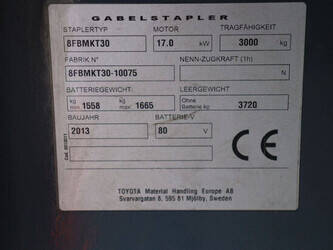 GABELSTAPLER
STAPLERTYP MOTOR TRAGFÄHIGKEIT
8FBMKT30 17.0 kW 3000 kg
FABRIK N° NENN-ZUGKRAFT (1h)
8FBMKT30-10075 N
BATTERIEGEWICHT: LEERGEWICHT
kg min. 1558 kg max. 1665 Ohne Batterie kg 3720
BAUJAHR BATTERIE-V
2013 80 V
CE
TOYOTA Material Handling Europe AB
Svarvargatan 8, 595 81 Mjölby, Sweden